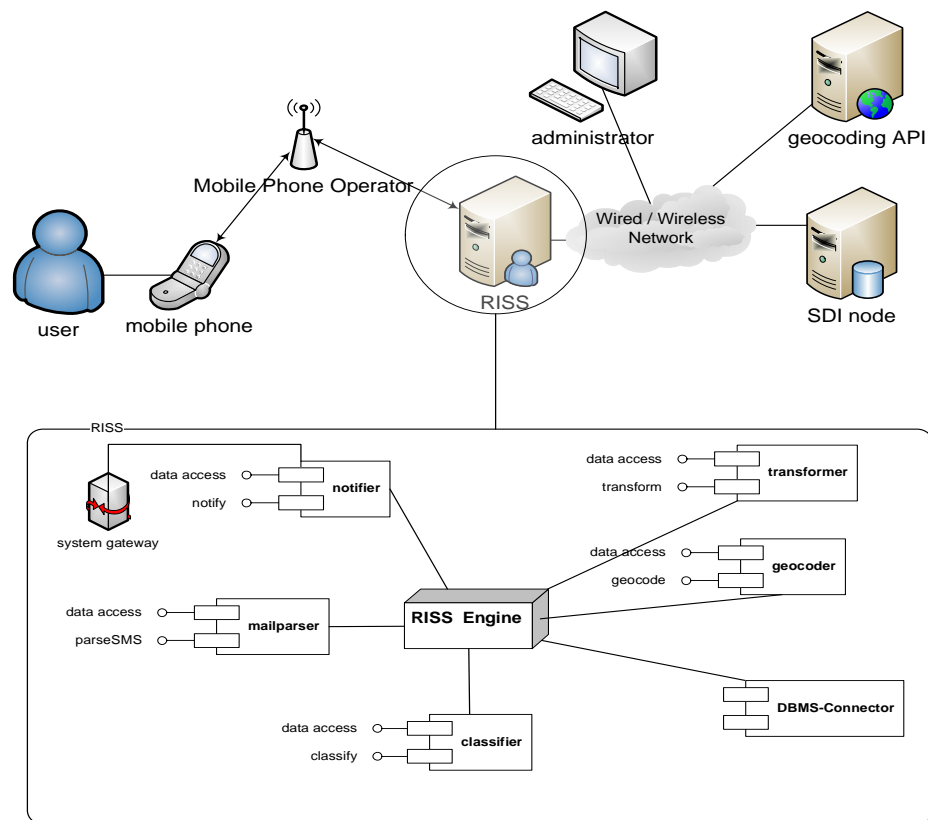 administrator
geocoding API
Mobile Phone Operator
Wired / Wireless
Network
RISS
user
mobile phone
SDI node
RISS
data access
notifier
notify
system gateway
data access
transformer
transform
data access
geocoder
geocode
data access
mailparser
parseSMS
RISS Engine
DBMS-Connector
data access
classifier
classify